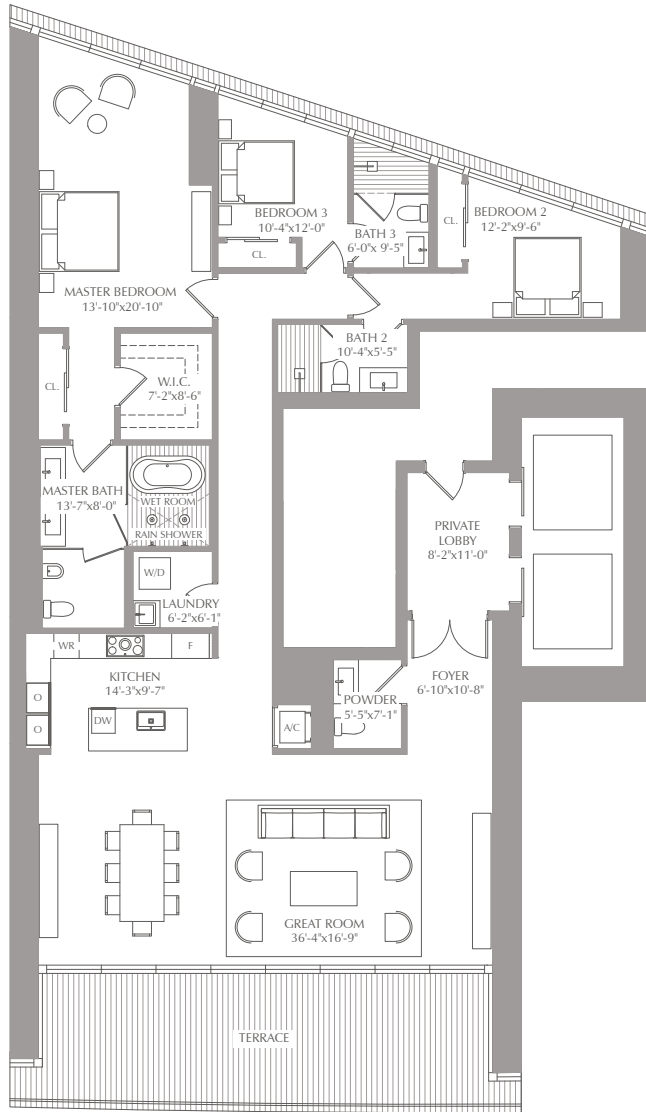 BEDROOM 3
10'-4"x12'-0"
CL.
BATH 3
6'-0"x 9'-5"
CL.
BEDROOM 2
12'-2"x9'-6"
MASTER BEDROOM
13'-10"x20'-10"
BATH 2
10'-4"x5'-5"
CL.
W.I.C.
7'-2"x8'-6"
MASTER BATH
13'-7"x8'-0"
WET ROOM
RAIN SHOWER
PRIVATE
LOBBY
8'-2"x11'-0"
W/D
LAUNDRY
6'-2"x6'-1"
WR
F
KITCHEN
14'-3"x9'-7"
O
O
DW
A/C
POWDER
5'-5"x7'-1"
FOYER
6'-10"x10'-8"
GREAT ROOM
36'-4"x16'-9"
TERRACE